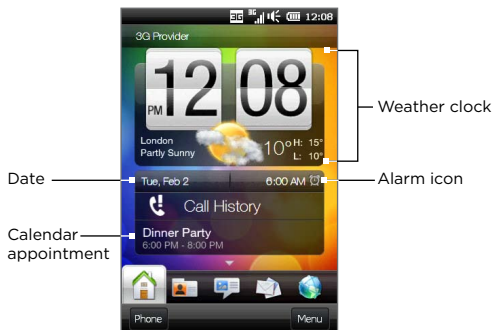 3G 3G 12:08
3G Provider
PM 12 08
Weather clock
London
Partly Sunny
10° H: 15°
L: 10°
Date
Tue, Feb 2 6:00 AM
Alarm icon
Call History
Calendar
appointment
Dinner Party
6:00 PM - 8:00 PM
Phone Menu